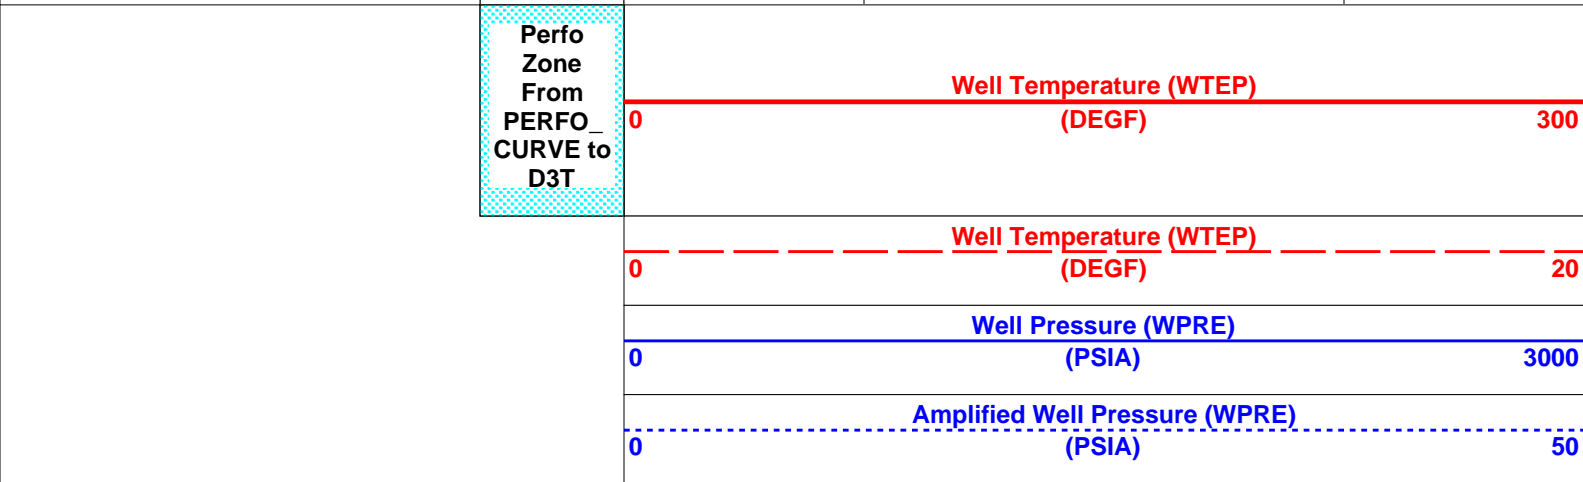 Perfo
Zone
From
PERFO_
CURVE to
D3T
Well Temperature (WTEP)
0 (DEGF) 300
Well Temperature (WTEP)
0 (DEGF) 20
Well Pressure (WPRE)
0 (PSIA) 3000
Amplified Well Pressure (WPRE)
0 (PSIA) 50